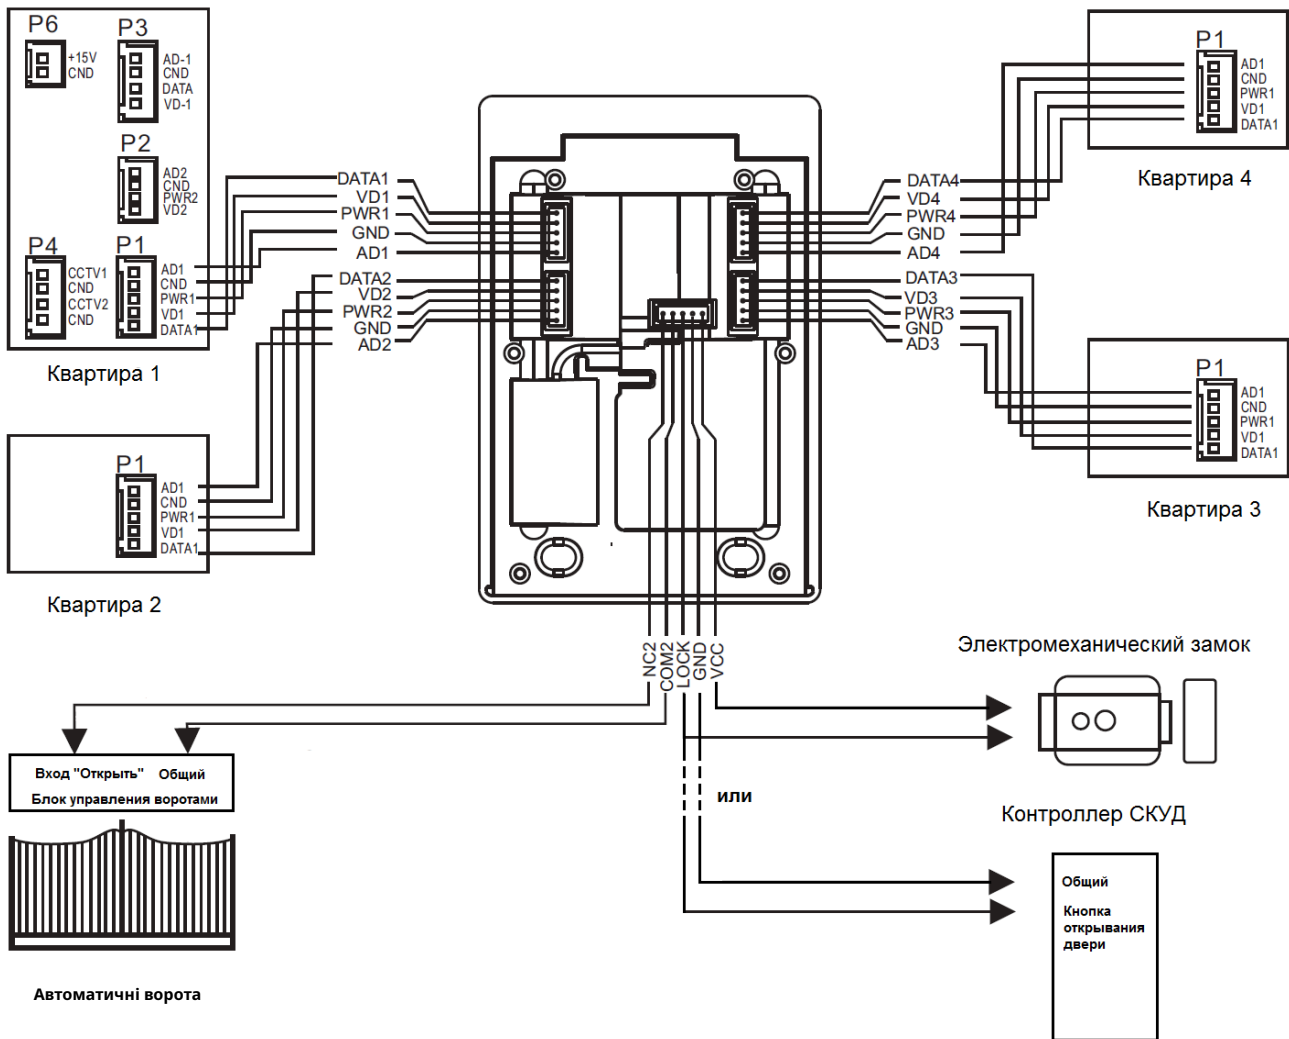 P6
+15V
CND
P3
AD-1
CND
DATA
VD-1
P2
AD2
CND
PWR2
VD2
P4
CCTV1
CND
CCTV2
CND
P1
AD1
CND
PWR1
VD1
DATA1
Квартира 1
P1
AD1
CND
PWR1
VD1
DATA1
Квартира 2
DATA1
VD1
PWR1
GND
AD1
DATA2
VD2
PWR2
GND
AD2
DATA4
VD4
PWR4
GND
AD4
DATA3
VD3
PWR3
GND
AD3
P1
AD1
CND
PWR1
VD1
DATA1
Квартира 4
P1
AD1
CND
PWR1
VD1
DATA1
Квартира 3
NC2
COM2
LOCK
GND
VCC
Электромеханический замок
или
Контроллер СКУД
Общий
Кнопка
открывания
двери
Вход "Открыть" Общий
Блок управления воротами
Автоматичні ворота